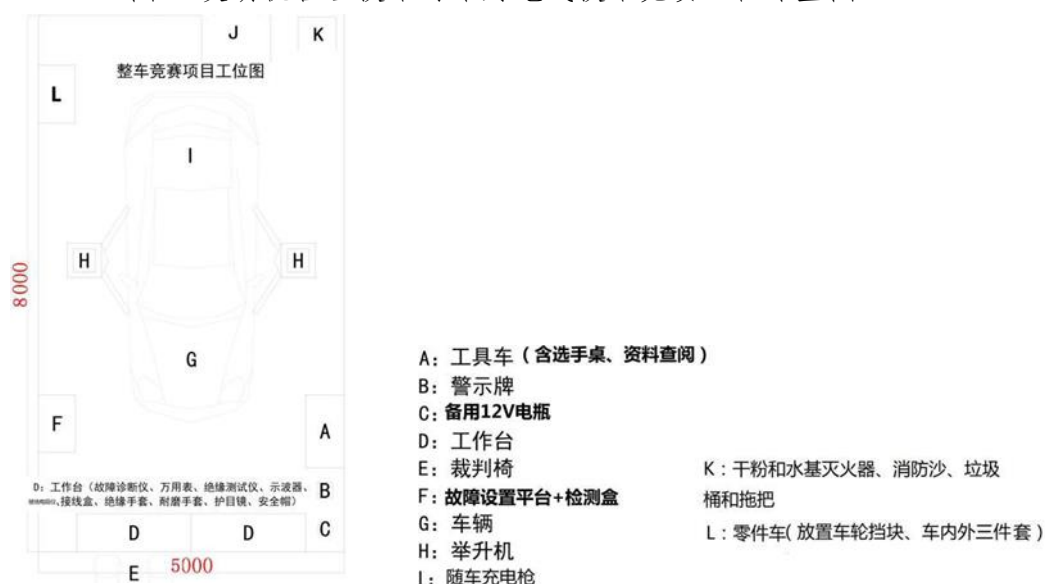 J
K
整车竞赛项目工位图
L
I
H
H
8000
G
F
A
D：工作台（故障诊断仪、万用表、绝缘测试仪、示波器、
、接线盒、绝缘手套、耐磨手套、护目镜、安全帽）
B
D
D
C
E
5000
A：工具车（含选手桌、资料查阅）
B：警示牌
C：备用12V电瓶
D：工作台
E：裁判椅
F：故障设置平台+检测盒
G：车辆
H：举升机
I：随车充电枪
K：干粉和水基灭火器、消防沙、垃圾
桶和拖把
L：零件车(放置车轮挡块、车内外三件套)